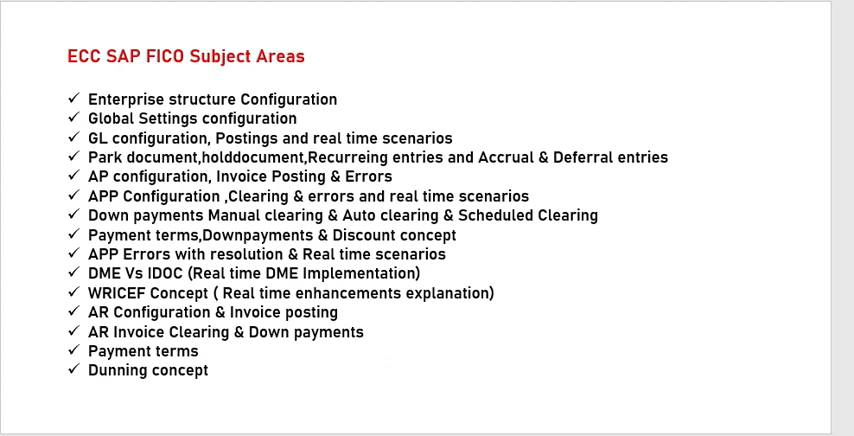 ECC SAP FICO Subject Areas
✓ Enterprise structure Configuration
✓ Global Settings configuration
✓ GL configuration, Postings and real time scenarios
✓ Park document,holddocument,Recurreing entries and Accrual & Deferral entries
✓ AP configuration, Invoice Posting & Errors
✓ APP Configuration ,Clearing & errors and real time scenarios
✓ Down payments Manual clearing & Auto clearing & Scheduled Clearing
✓ Payment terms,Downpayments & Discount concept
✓ APP Errors with resolution & Real time scenarios
✓ DME Vs IDOC (Real time DME Implementation)
✓ WRICEF Concept ( Real time enhancements explanation)
✓ AR Configuration & Invoice posting
✓ AR Invoice Clearing & Down payments
✓ Payment terms
✓ Dunning concept